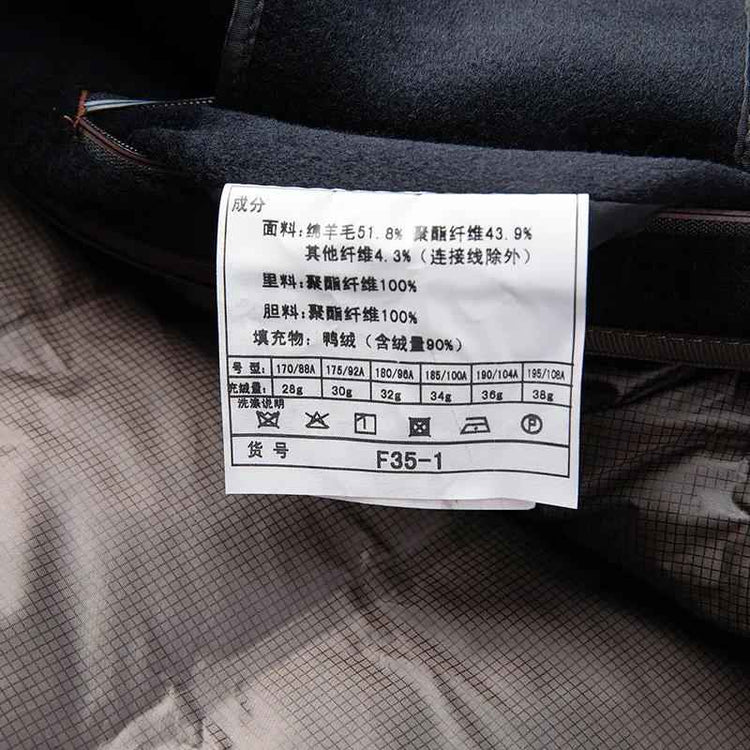 成分
面料:绵羊毛51.8% 聚酯纤维43.9%
其他纤维4.3%(连接线除外)
里料:聚酯纤维100%
胆料:聚酯纤维100%
填充物: 鸭绒(含绒量90%)
号 型: 170/88A 175/92A 180/96A 185/100A 190/104A 195/108A
充绒量: 28g 30g 32g 34g 36g 38g
洗涤说明
P
货 号 F35-1